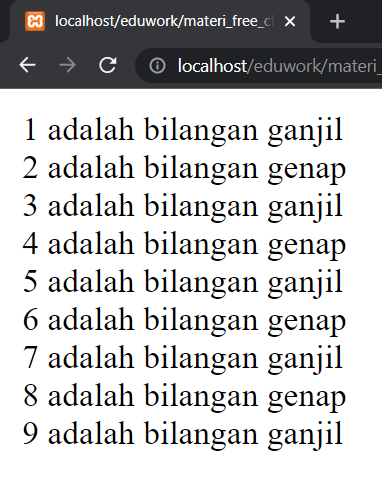 localhost/eduwork/materi_free_cl
localhost/eduwork/materi_
1 adalah bilangan ganjil
2 adalah bilangan genap
3 adalah bilangan ganjil
4 adalah bilangan genap
5 adalah bilangan ganjil
6 adalah bilangan genap
7 adalah bilangan ganjil
8 adalah bilangan genap
9 adalah bilangan ganjil